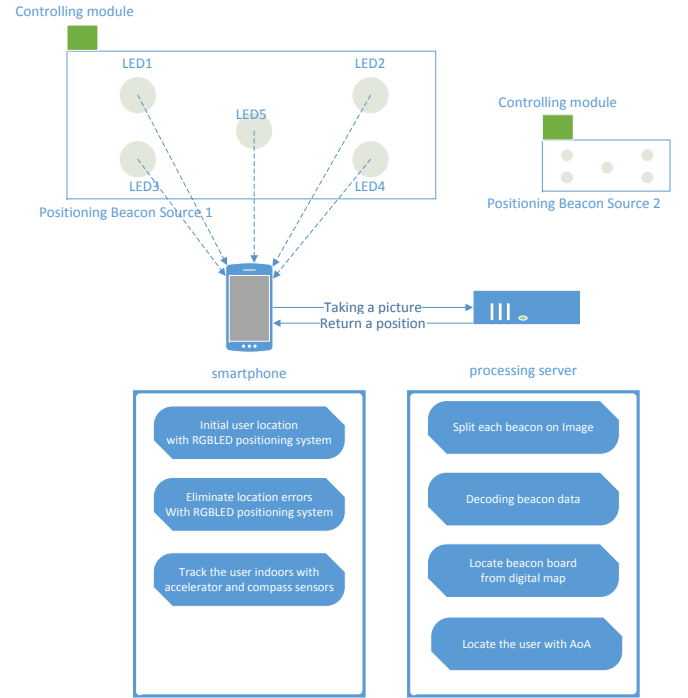 Controlling module
LED1
LED2
LED5
LED3
LED4
Positioning Beacon Source 1
Controlling module
Positioning Beacon Source 2
Taking a picture
Return a position
smartphone
processing server
Initial user location
with RGBLED positioning system
Eliminate location errors
With RGBLED positioning system
Track the user indoors with
accelerator and compass sensors
Split each beacon on Image
Decoding beacon data
Locate beacon board
from digital map
Locate the user with AoA